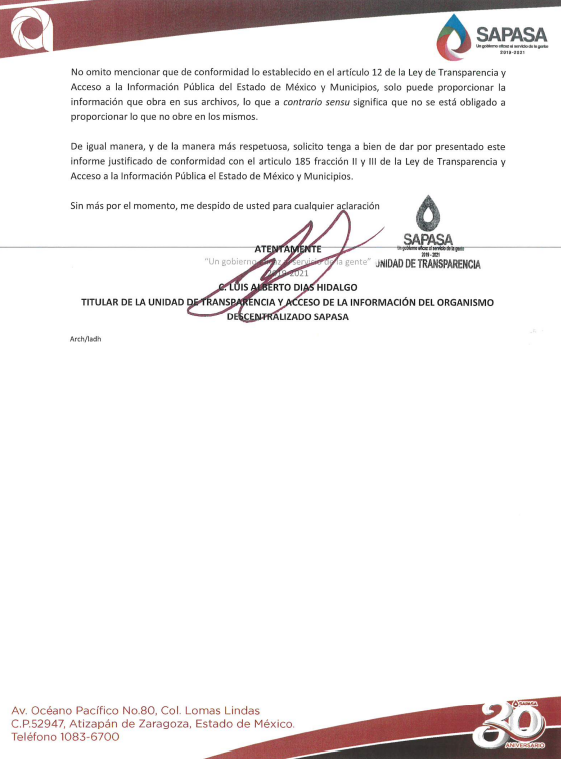 SAPASA
Un gobierno eficaz al servicio de la gente
2019-2021
No omito mencionar que de conformidad lo establecido en el artículo 12 de la Ley de Transparencia y
Acceso a la Información Pública del Estado de México y Municipios, solo puede proporcionar la
información que obra en sus archivos, lo que a contrario sensu significa que no se está obligado a
proporcionar lo que no obre en los mismos.
De igual manera, y de la manera más respetuosa, solicito tenga a bien de dar por presentado este
informe justificado de conformidad con el articulo 185 fracción II y III de la Ley de Transparencia y
Acceso a la Información Pública el Estado de México y Municipios.
Sin más por el momento, me despido de usted para cualquier aclaración
SAPASA
Un gobierno eficaz al servicio de la gente
2019 - 2021
UNIDAD DE TRANSPARENCIA
ATENTAMENTE
"Un gobierno eficaz al servicio de la gente"
2019-2021
C. LUIS ALBERTO DIAS HIDALGO
TITULAR DE LA UNIDAD DE TRANSPARENCIA Y ACCESO DE LA INFORMACIÓN DEL ORGANISMO
DESCENTRALIZADO SAPASA
Arch/ladh
Av. Océano Pacífico No.80, Col. Lomas Lindas
C.P.52947, Atizapán de Zaragoza, Estado de México.
Teléfono 1083-6700
SAPASA
30
ANIVERSARIO